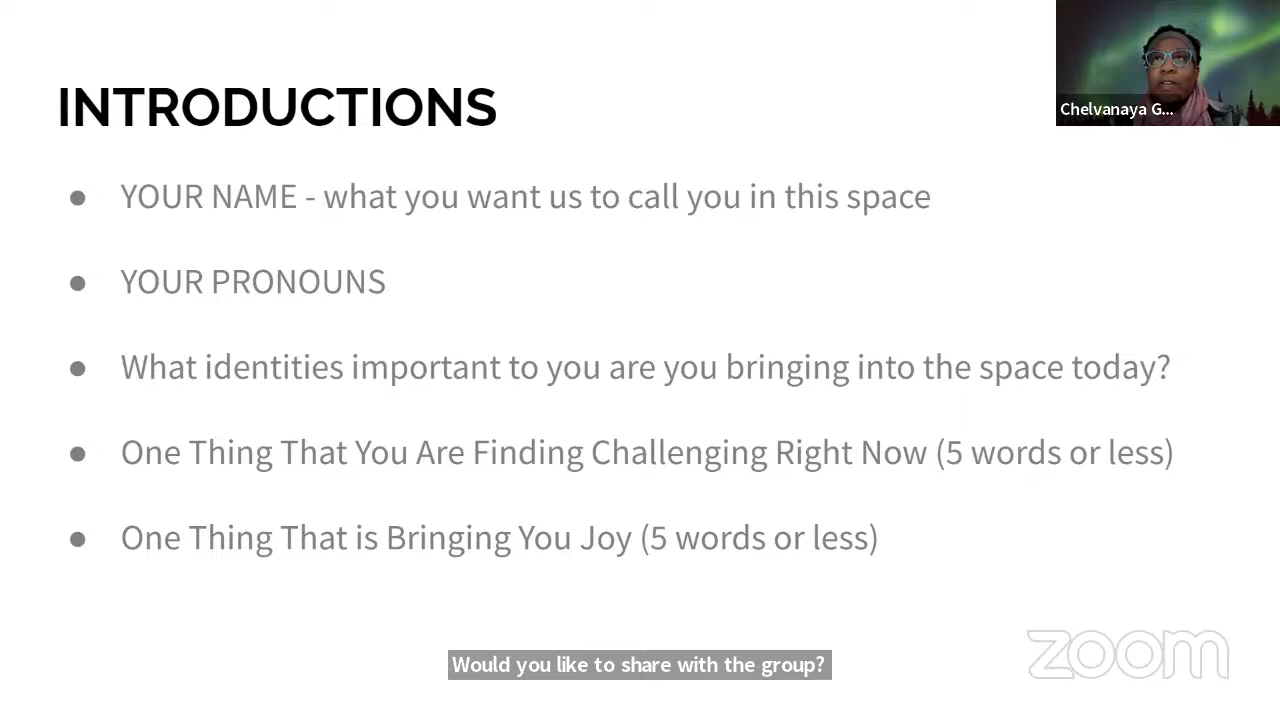 INTRODUCTIONS
Chelvanaya G...
● YOUR NAME - what you want us to call you in this space
● YOUR PRONOUNS
● What identities important to you are you bringing into the space today?
● One Thing That You Are Finding Challenging Right Now (5 words or less)
● One Thing That is Bringing You Joy (5 words or less)
Would you like to share with the group?
zoom